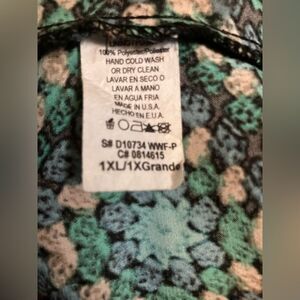 100% Polyester/Poliester
HAND COLD WASH
OR DRY CLEAN
LAVAR EN SECO O
LAVAR A MANO
EN AGUA FRIA
MADE IN U.S.A.
HECHO EN E.U.A.
S# D10734 WWF-P
C# 0814615
1XL/1XGrande